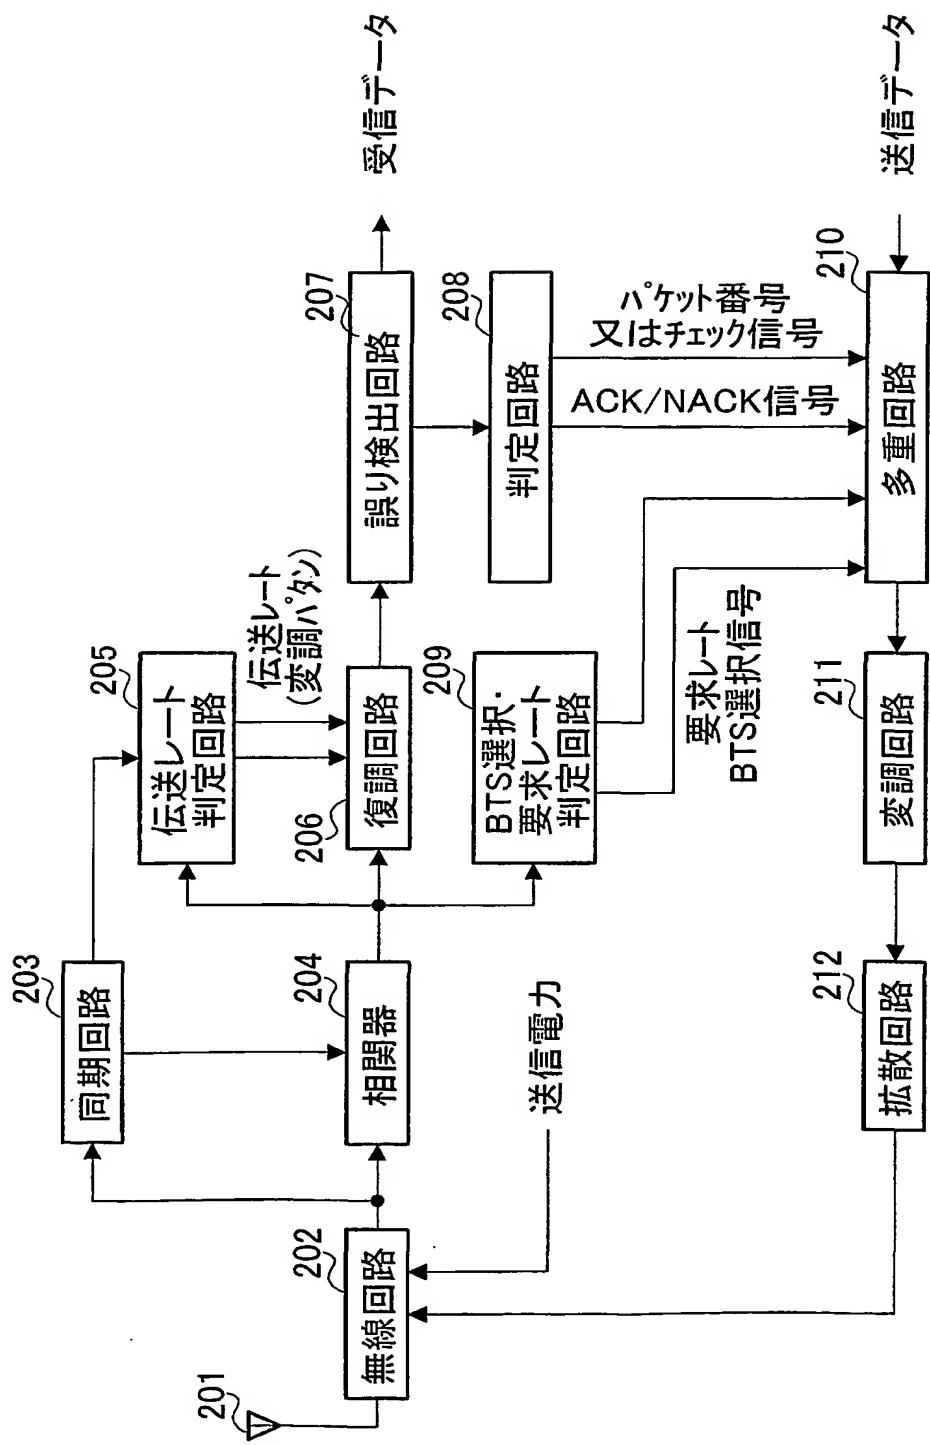 201
202
無線回路
203
同期回路
204
相関器
送信電力
205
伝送レート
判定回路
伝送レート
(変調パタン)
206
復調回路
207
誤り検出回路
受信データ
208
判定回路
パケット番号
又はチェック信号
ACK/NACK信号
209
BTS選択・
要求レート
判定回路
要求レート
BTS選択信号
210
多重回路
送信データ
211
変調回路
212
拡散回路